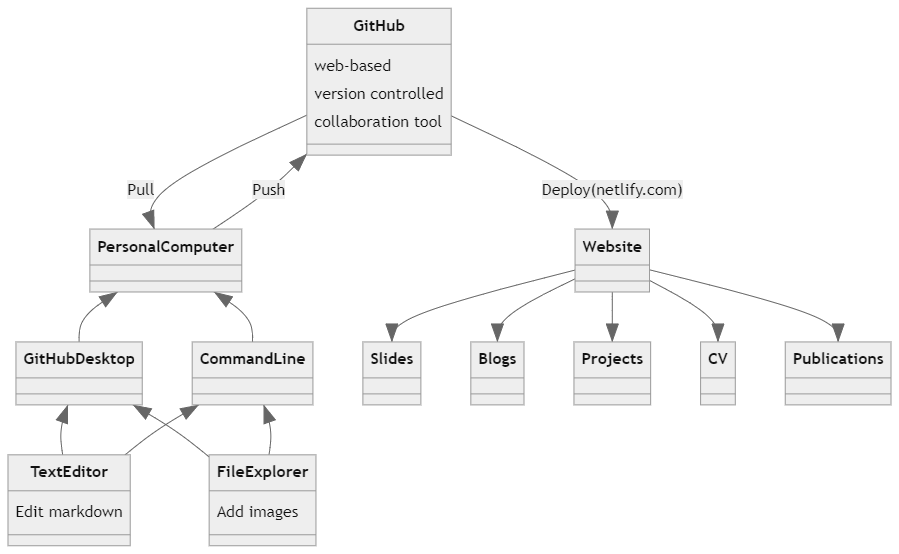 GitHub
web-based
version controlled
collaboration tool
Pull
Push
Deploy(netlify.com)
PersonalComputer
Website
GitHubDesktop
CommandLine
Slides
Blogs
Projects
CV
Publications
TextEditor
Edit markdown
FileExplorer
Add images